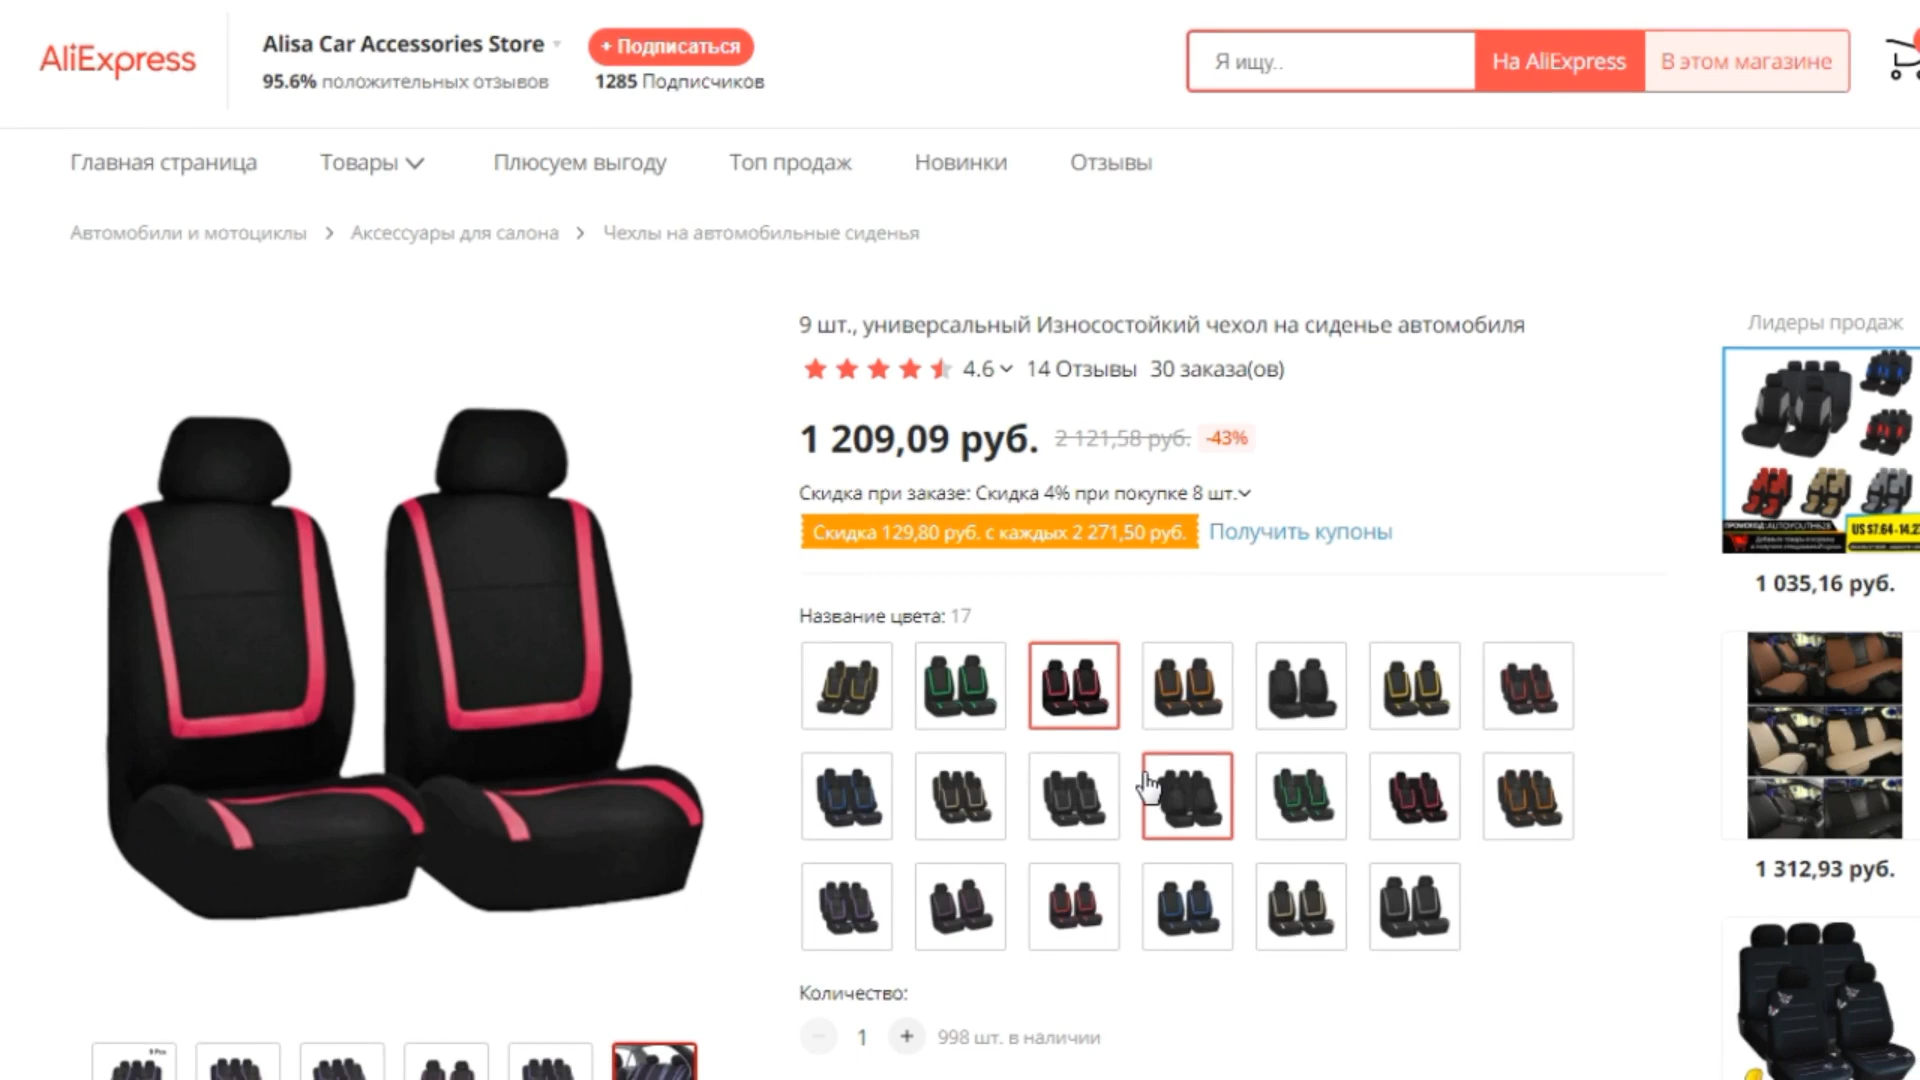 AliExpress
Alisa Car Accessories Store
+ Подписаться
95.6% положительных отзывов
1285 Подписчиков
Я ищу..
На AliExpress
В этом магазине
Главная страница
Товары
Плюсуем выгоду
Топ продаж
Новинки
Отзывы
Автомобили и мотоциклы > Аксессуары для салона > Чехлы на автомобильные сиденья
9 шт., универсальный Износостойкий чехол на сиденье автомобиля
4.6
14 Отзывы
30 заказа(ов)
1 209,09 руб.
2 121,58 руб.
-43%
Скидка при заказе: Скидка 4% при покупке 8 шт.
Скидка 129,80 руб. с каждых 2 271,50 руб.
Получить купоны
Название цвета: 17
Количество:
− 1 +
998 шт. в наличии
Лидеры продаж
US $7.64 - 14.2
1 035,16 руб.
1 312,93 руб.